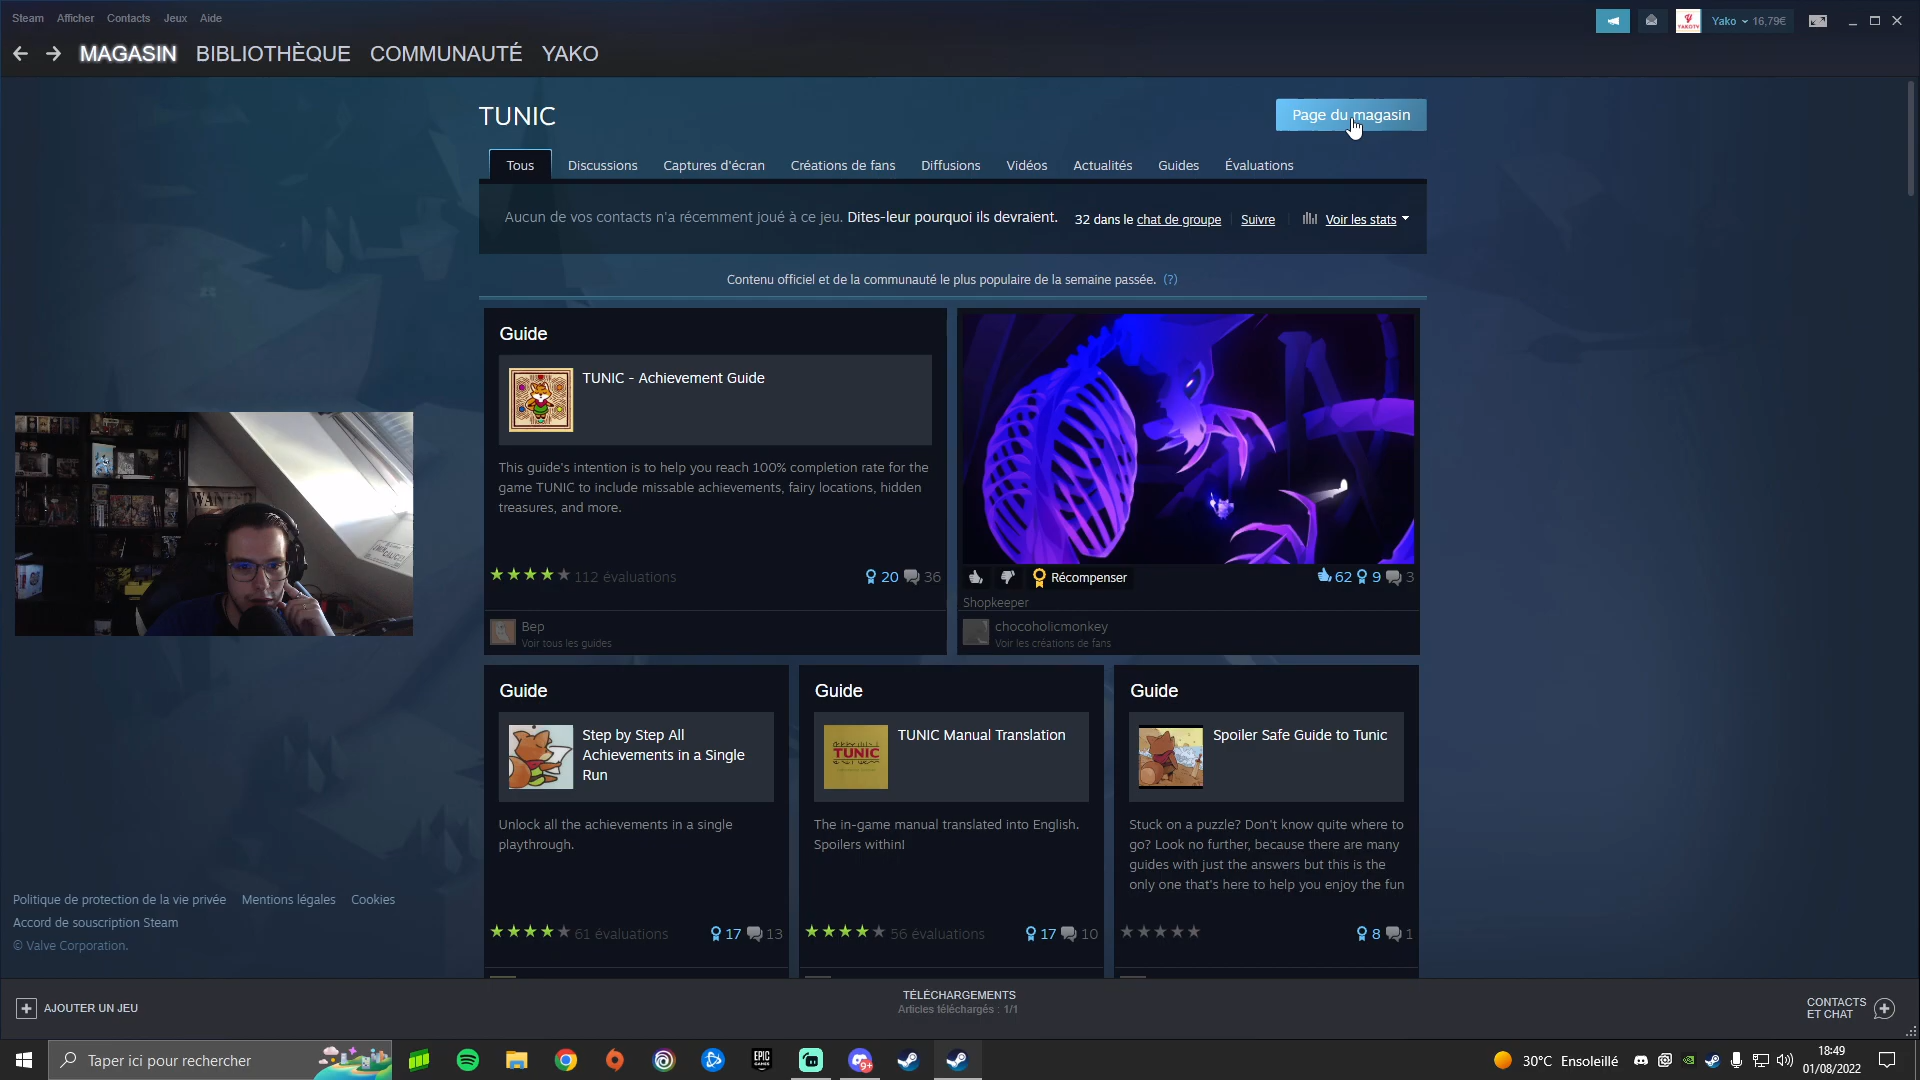 Steam Afficher Contacts Jeux Aide
Yako 16,79€
MAGASIN BIBLIOTHÈQUE COMMUNAUTÉ YAKO
TUNIC
Page du magasin
Tous Discussions Captures d'écran Créations de fans Diffusions Vidéos Actualités Guides Évaluations
Aucun de vos contacts n'a récemment joué à ce jeu. Dites-leur pourquoi ils devraient. 32 dans le chat de groupe Suivre Voir les stats
Contenu officiel et de la communauté le plus populaire de la semaine passée. (?)
Guide
TUNIC - Achievement Guide
This guide's intention is to help you reach 100% completion rate for the
game TUNIC to include missable achievements, fairy locations, hidden
treasures, and more.
112 évaluations 20 36
Bep
Voir tous les guides
Récompenser 62 9 3
Shopkeeper
chocoholicmonkey
Voir les créations de fans
WANTED
Guide
Step by Step All
Achievements in a Single
Run
Unlock all the achievements in a single
playthrough.
61 évaluations 17 13
Guide
TUNIC
TUNIC Manual Translation
The in-game manual translated into English.
Spoilers within!
56 évaluations 17 10
Guide
Spoiler Safe Guide to Tunic
Stuck on a puzzle? Don't know quite where to
go? Look no further, because there are many
guides with just the answers but this is the
only one that's here to help you enjoy the fun
8 1
Politique de protection de la vie privée Mentions légales Cookies
Accord de souscription Steam
© Valve Corporation.
AJOUTER UN JEU
TÉLÉCHARGEMENTS
Articles téléchargés : 1/1
CONTACTS
ET CHAT
Taper ici pour rechercher
EPIC
GAMES
9+
30°C Ensoleillé
18:49
01/08/2022